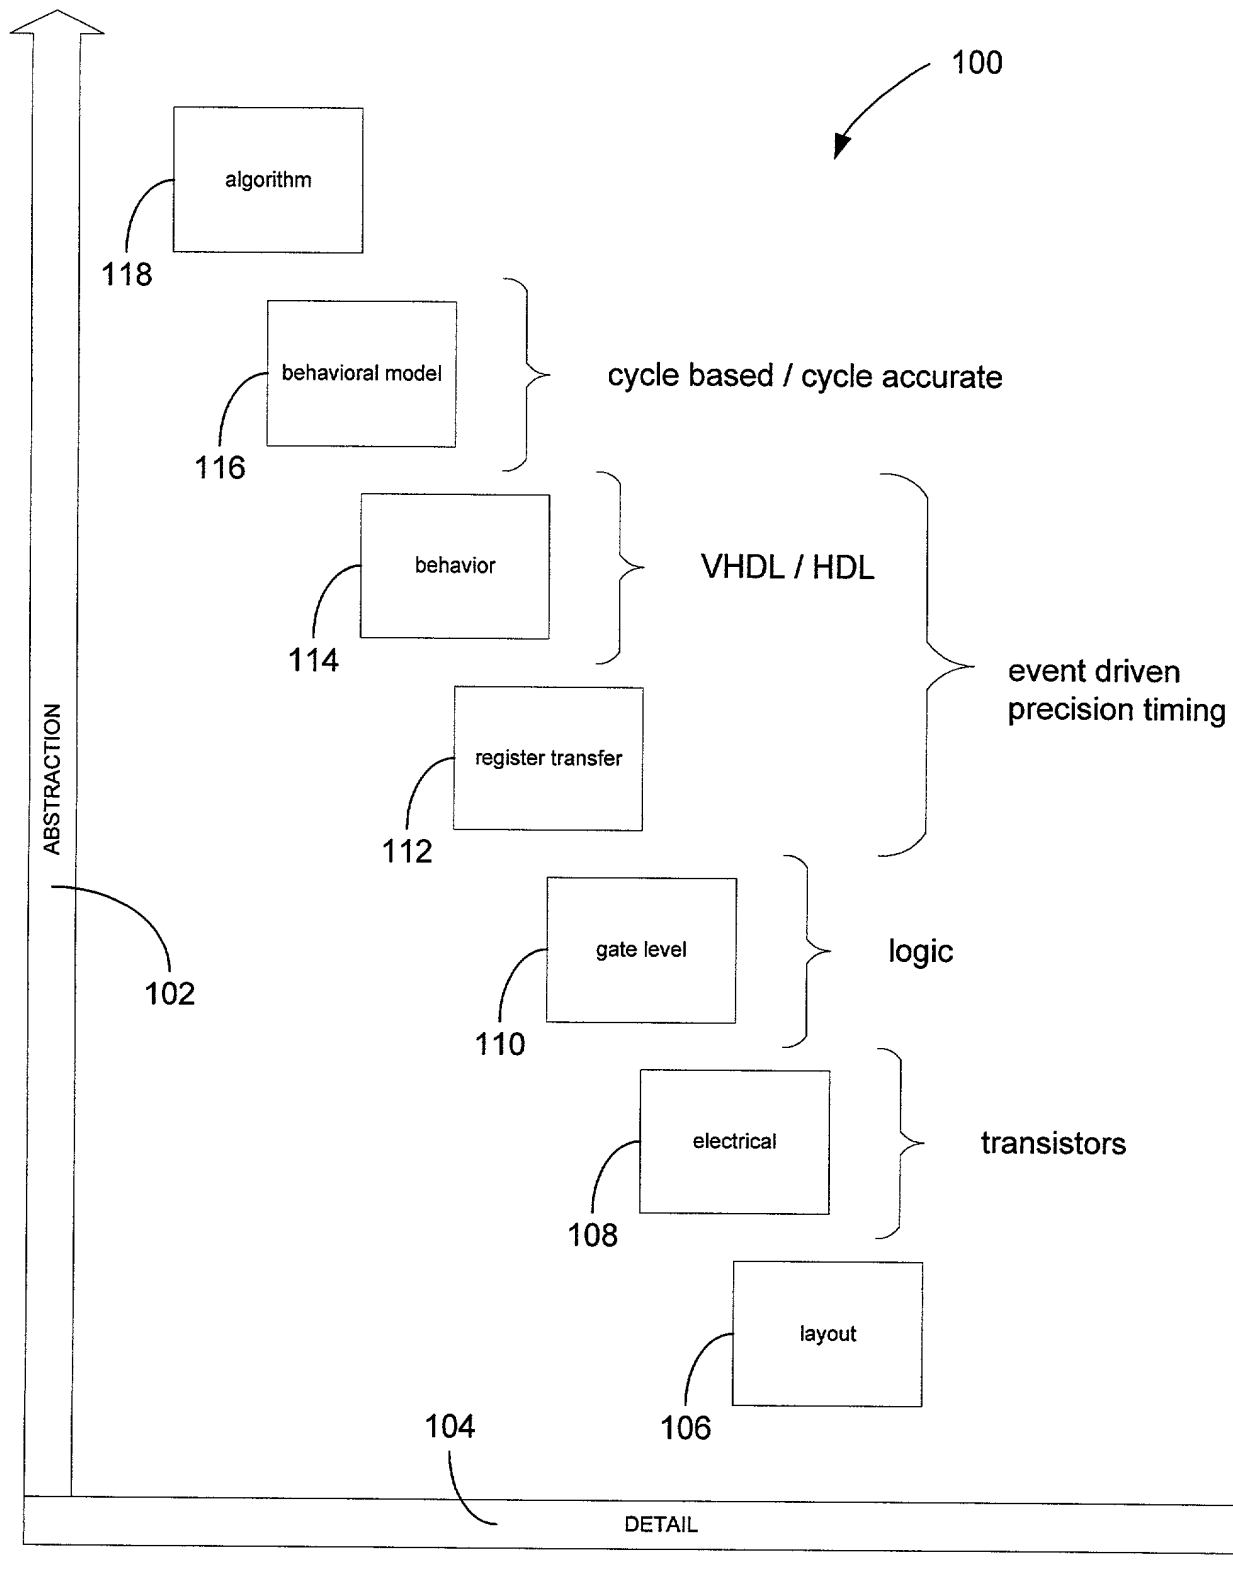 100
algorithm
118
behavioral model
cycle based / cycle accurate
116
behavior
VHDL / HDL
114
event driven
precision timing
register transfer
112
ABSTRACTION
gate level
logic
102
110
electrical
transistors
108
layout
106
104
DETAIL